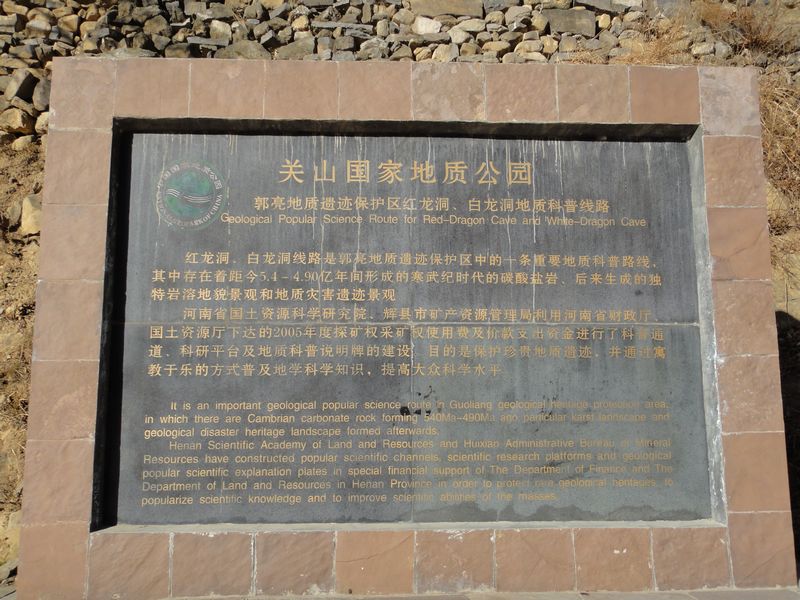 关山国家地质公园
郭亮地质遗迹保护区红龙洞、白龙洞地质科普线路
Geological Popular Science Route for Red-Dragon Cave and White-Dragon Cave
红龙洞、白龙洞线路是郭亮地质遗迹保护区中的一条重要地质科普路线，
其中存在着距今5.4－4.90亿年间形成的寒武纪时代的碳酸盐岩、后来生成的独
特岩溶地貌景观和地质灾害遗迹景观
河南省国土资源科学研究院、辉县市矿产资源管理局利用河南省财政厅、
国土资源厅下达的2005年度探矿权采矿权使用费及价款支出资金进行了科普通
道、科研平台及地质科普说明牌的建设，目的是保护珍贵地质遗迹，并通过寓
教于乐的方式普及地学科学知识，提高大众科学水平
It is an important geological popular science route in Guoliang geological heritage protection area,
in which there are Cambrian carbonate rock forming 540Ma-490Ma ago particular karst landscape and
geological disaster heritage landscape formed afterwards.
Henan Scientific Academy of Land and Resources and Huixian Administrative Bureau of Mineral
Resources have constructed popular scientific channels, scientific research platforms and geological
popular scientific explanation plates in special financial support of The Department of Finance and The
Department of Land and Resources in Henan Province in order to protect rare geological heritages, to
popularize scientific knowledge and to improve scientific abilities of the masses.